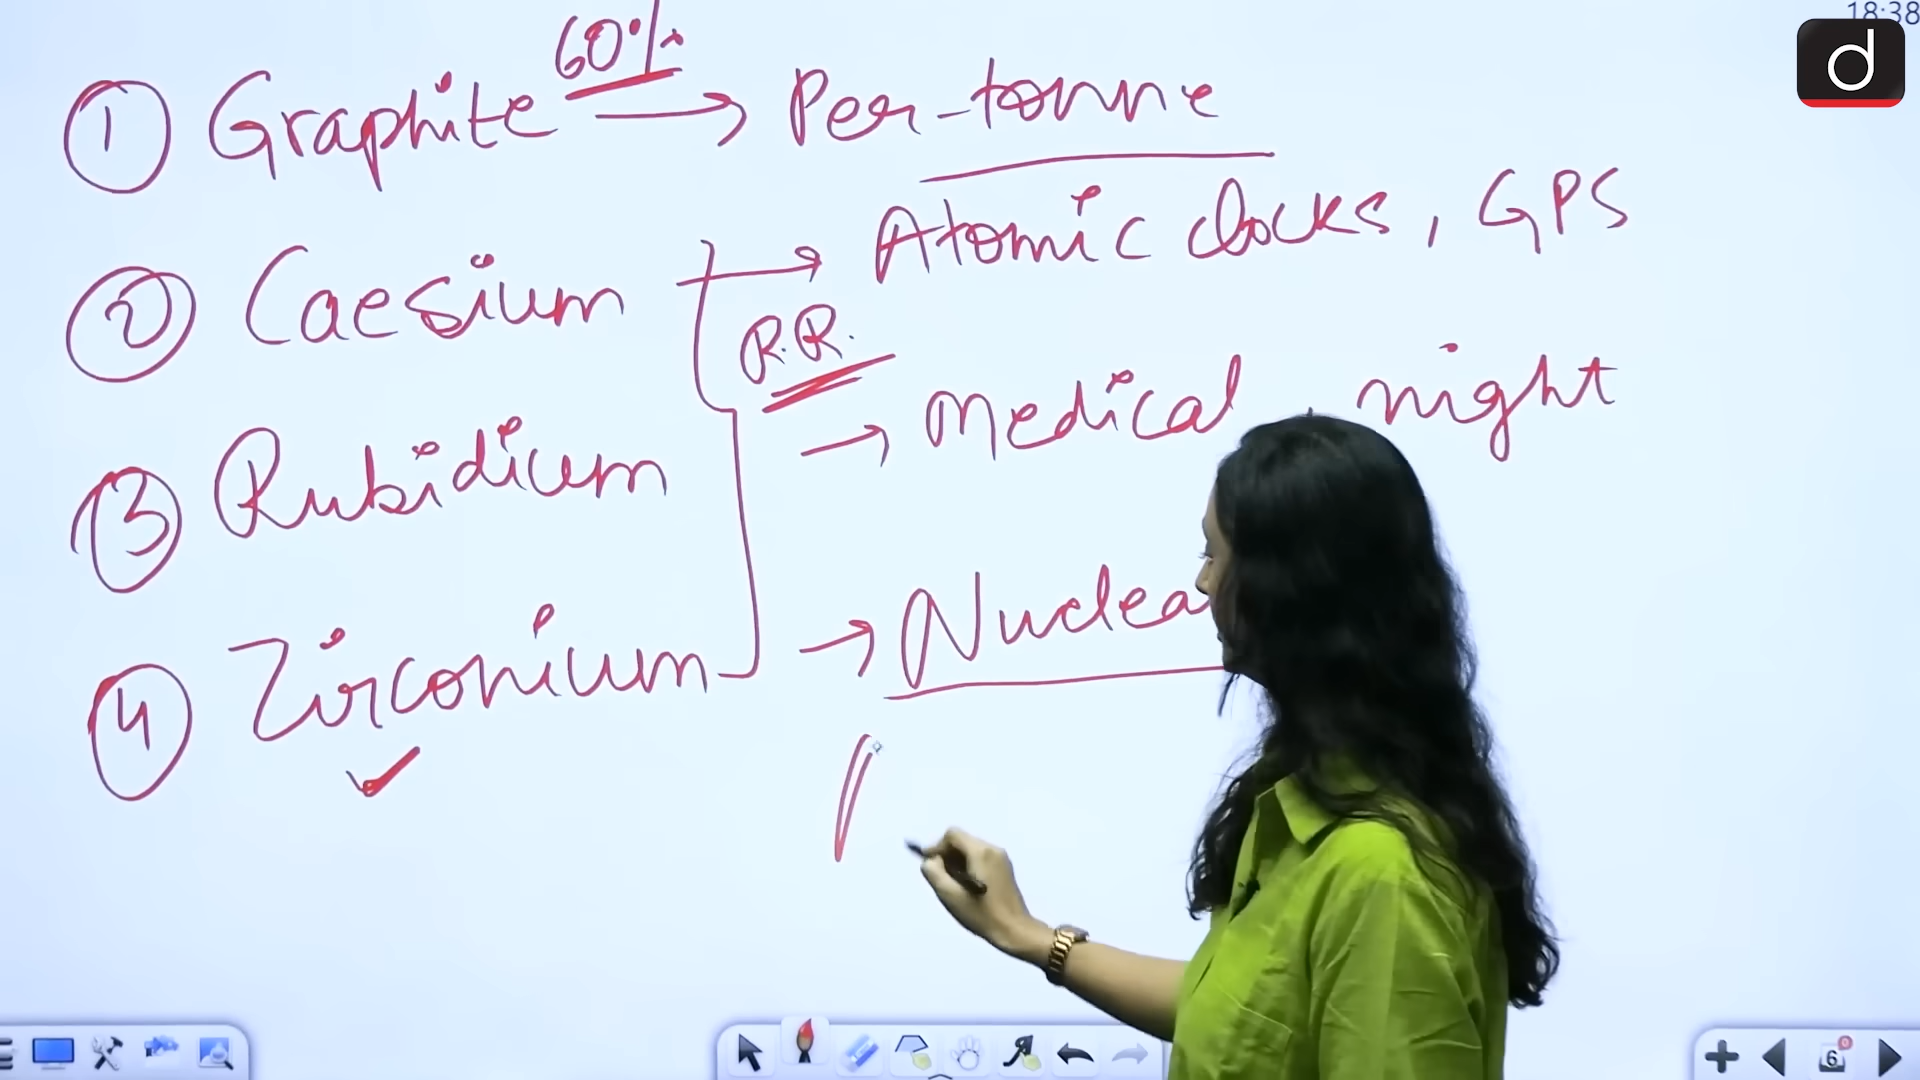 18:38
d
60%
① Graphite → Per-tonne
② Caesium → Atomic clocks, GPS
R.R.
③ Rubidium → Medical, night
④ Zirconium → Nuclea
6